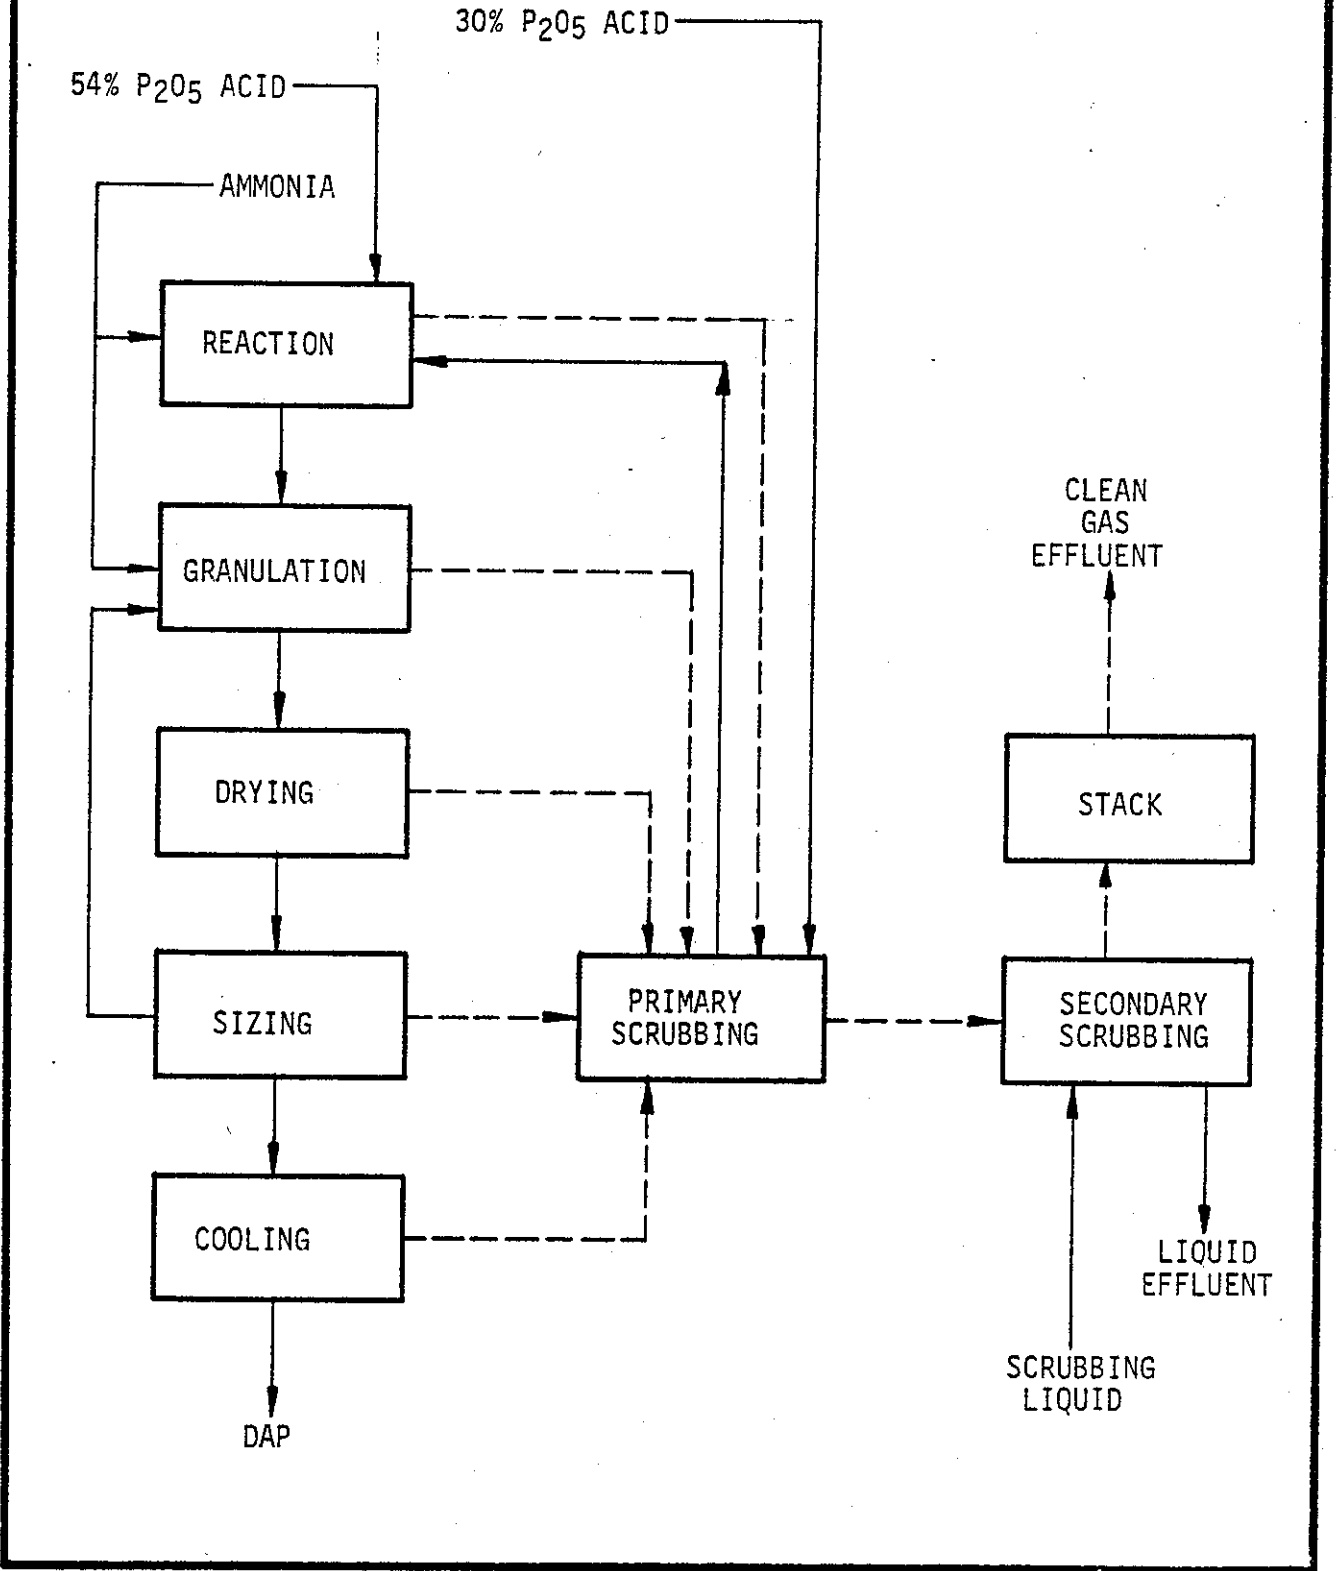 30% P2O5 ACID
54% P2O5 ACID
AMMONIA
REACTION
GRANULATION
DRYING
SIZING
COOLING
DAP
PRIMARY
SCRUBBING
CLEAN
GAS
EFFLUENT
STACK
SECONDARY
SCRUBBING
LIQUID
EFFLUENT
SCRUBBING
LIQUID